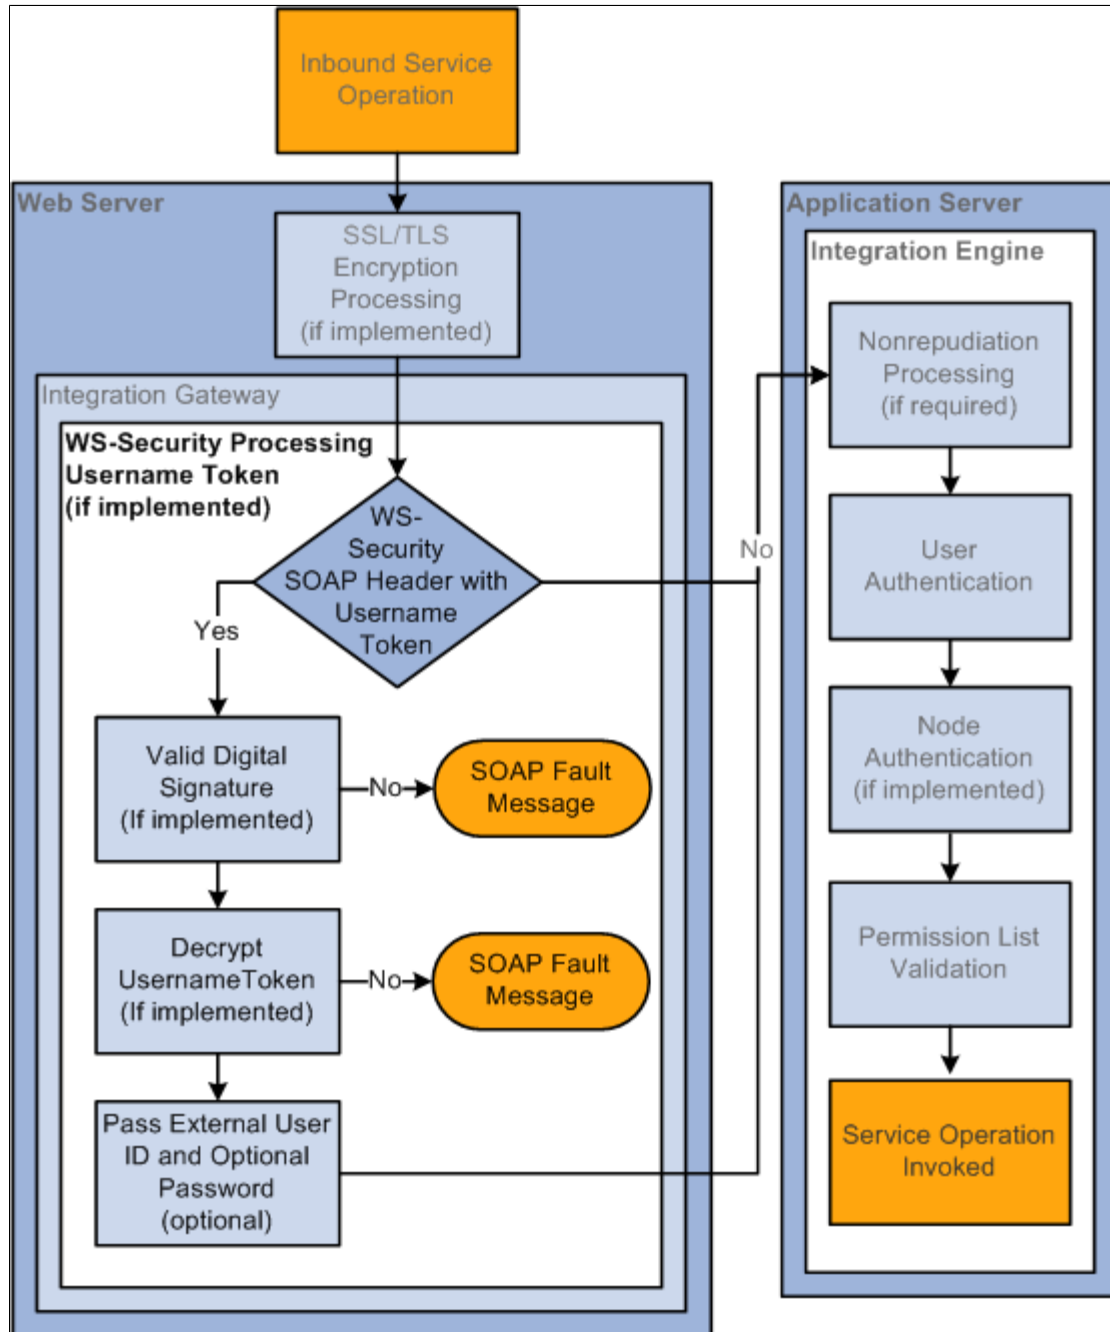 Inbound Service
Operation
Web Server
SSL/TLS
Encryption
Processing
(if implemented)
Integration Gateway
WS-Security Processing
Username Token
(if implemented)
WS-
Security
SOAP Header with
Username
Token
Yes
No
Valid Digital
Signature
(If implemented)
No
SOAP Fault
Message
Decrypt
UsernameToken
(If implemented)
No
SOAP Fault
Message
Pass External User
ID and Optional
Password
(optional)
Application Server
Integration Engine
Nonrepudiation
Processing
(if required)
User
Authentication
Node
Authentication
(if implemented)
Permission List
Validation
Service Operation
Invoked